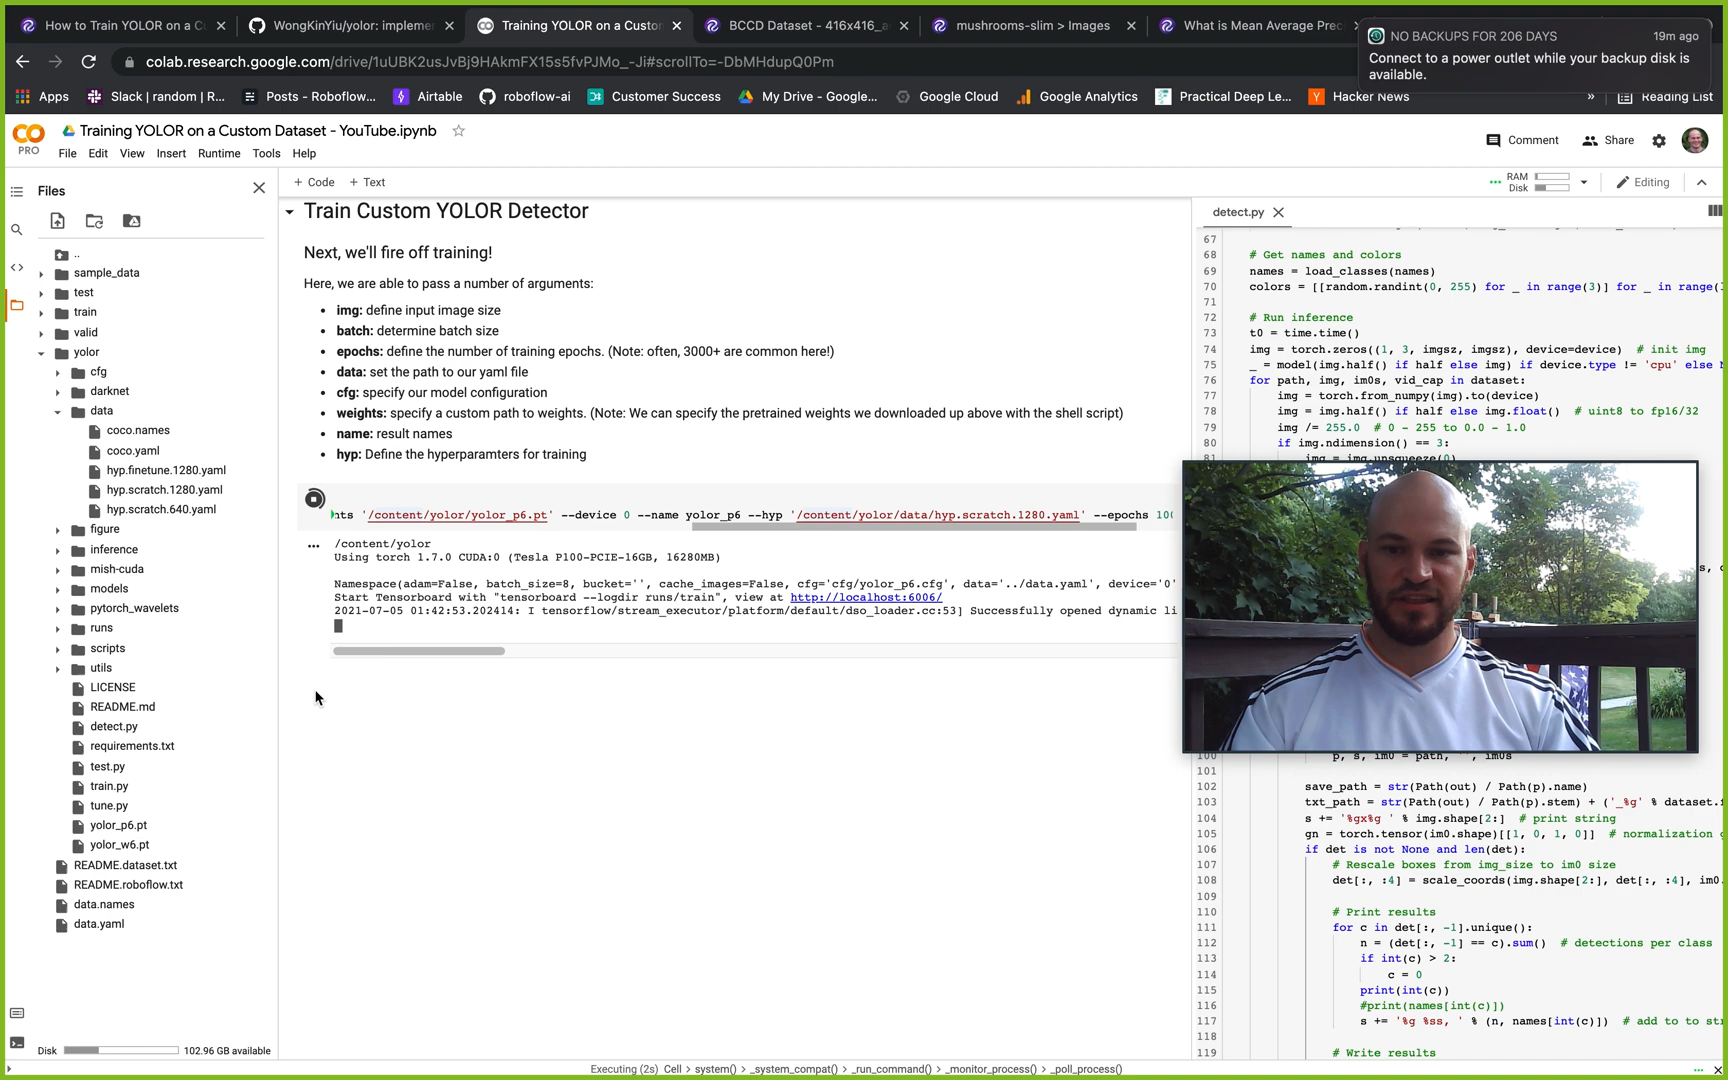 How to Train YOLOR on a C
WongKinYiu/yolor: implemen
Training YOLOR on a Custo
BCCD Dataset - 416x416_a
mushrooms-slim > Images
What is Mean Average Prec
NO BACKUPS FOR 206 DAYS
19m ago
Connect to a power outlet while your backup disk is
available.
colab.research.google.com/drive/1uUBK2usJvBj9HAkmFX15s5fvPJMo_-Ji#scrollTo=-DbMHdupQ0Pm
Apps
Slack | random | R...
Posts - Roboflow...
Airtable
roboflow-ai
Customer Success
My Drive - Google...
Google Cloud
Google Analytics
Practical Deep Le...
Hacker News
»
Reading List
CO
PRO
Training YOLOR on a Custom Dataset - YouTube.ipynb
File Edit View Insert Runtime Tools Help
Comment
Share
Files
+ Code + Text
RAM
Disk
Editing
..
sample_data
test
train
valid
yolor
cfg
darknet
data
coco.names
coco.yaml
hyp.finetune.1280.yaml
hyp.scratch.1280.yaml
hyp.scratch.640.yaml
figure
inference
mish-cuda
models
pytorch_wavelets
runs
scripts
utils
LICENSE
README.md
detect.py
requirements.txt
test.py
train.py
tune.py
yolor_p6.pt
yolor_w6.pt
README.dataset.txt
README.roboflow.txt
data.names
data.yaml
Disk
102.96 GB available
Train Custom YOLOR Detector
Next, we'll fire off training!
Here, we are able to pass a number of arguments:
• img: define input image size
• batch: determine batch size
• epochs: define the number of training epochs. (Note: often, 3000+ are common here!)
• data: set the path to our yaml file
• cfg: specify our model configuration
• weights: specify a custom path to weights. (Note: We can specify the pretrained weights we downloaded up above with the shell script)
• name: result names
• hyp: Define the hyperparamters for training
nts '/content/yolor/yolor_p6.pt' --device 0 --name yolor_p6 --hyp '/content/yolor/data/hyp.scratch.1280.yaml' --epochs 100
/content/yolor
Using torch 1.7.0 CUDA:0 (Tesla P100-PCIE-16GB, 16280MB)
Namespace(adam=False, batch_size=8, bucket='', cache_images=False, cfg='cfg/yolor_p6.cfg', data='../data.yaml', device='0'
Start Tensorboard with "tensorboard --logdir runs/train", view at http://localhost:6006/
2021-07-05 01:42:53.202414: I tensorflow/stream_executor/platform/default/dso_loader.cc:53] Successfully opened dynamic li
detect.py
67
68 # Get names and colors
69 names = load_classes(names)
70 colors = [[random.randint(0, 255) for _ in range(3)] for _ in range(
71
72 # Run inference
73 t0 = time.time()
74 img = torch.zeros((1, 3, imgsz, imgsz), device=device) # init img
75 _ = model(img.half() if half else img) if device.type != 'cpu' else N
76 for path, img, im0s, vid_cap in dataset:
77 img = torch.from_numpy(img).to(device)
78 img = img.half() if half else img.float() # uint8 to fp16/32
79 img /= 255.0 # 0 - 255 to 0.0 - 1.0
80 if img.ndimension() == 3:
81 img = img.unsqueeze(0)
100 p, s, im0 = path, '', im0s
101
102 save_path = str(Path(out) / Path(p).name)
103 txt_path = str(Path(out) / Path(p).stem) + ('_%g' % dataset.f
104 s += '%gx%g ' % img.shape[2:] # print string
105 gn = torch.tensor(im0.shape)[[1, 0, 1, 0]] # normalization g
106 if det is not None and len(det):
107 # Rescale boxes from img_size to im0 size
108 det[:, :4] = scale_coords(img.shape[2:], det[:, :4], im0.
109
110 # Print results
111 for c in det[:, -1].unique():
112 n = (det[:, -1] == c).sum() # detections per class
113 if int(c) > 2:
114 c = 0
115 print(int(c))
116 #print(names[int(c)])
117 s += '%g %ss, ' % (n, names[int(c)]) # add to to str
118
119 # Write results
Executing (2s) Cell > system() > _system_compat() > _run_command() > _monitor_process() > _poll_process()